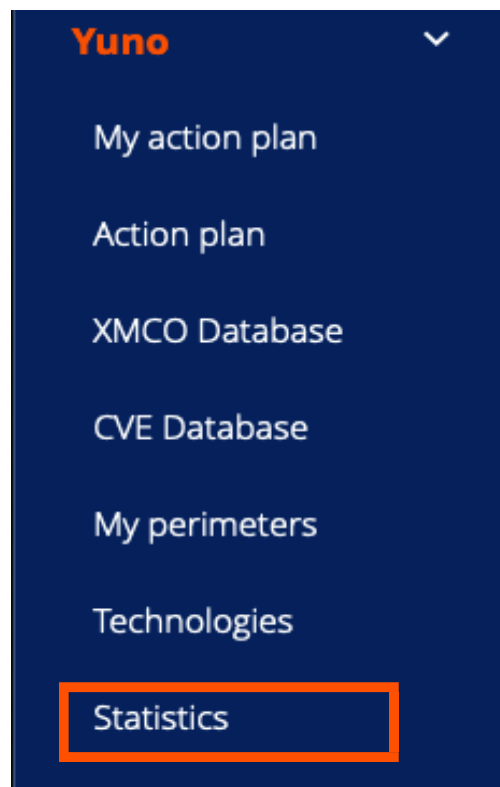 Yuno
My action plan
Action plan
XMCO Database
CVE Database
My perimeters
Technologies
Statistics